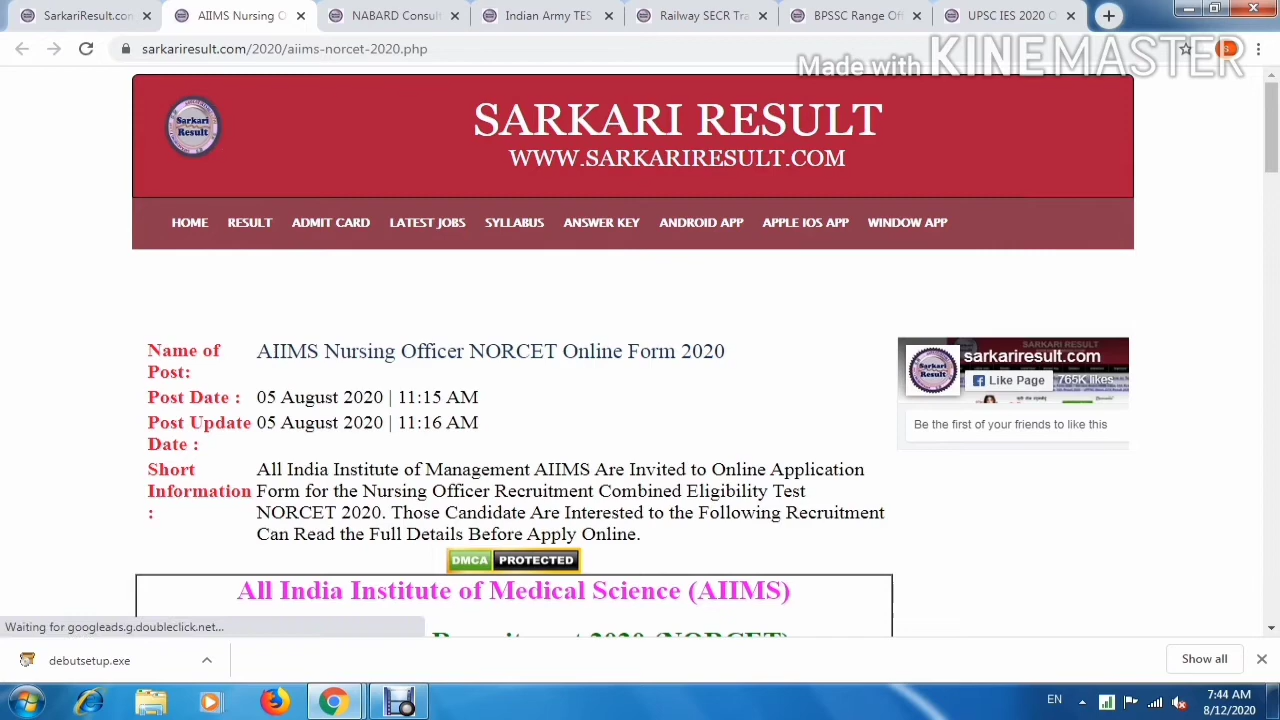 SarkariResult.con
AIIMS Nursing O
NABARD Consult
Indian Army TES
Railway SECR Tra
BPSSC Range Off
UPSC IES 2020 O
sarkariresult.com/2020/aiims-norcet-2020.php
Made with KINEMASTER
Sarkari
Result
SARKARI RESULT
WWW.SARKARIRESULT.COM
HOME RESULT ADMIT CARD LATEST JOBS SYLLABUS ANSWER KEY ANDROID APP APPLE IOS APP WINDOW APP
Name of Post: AIIMS Nursing Officer NORCET Online Form 2020
Post Date : 05 August 2020 | 11:15 AM
Post Update Date : 05 August 2020 | 11:16 AM
Short Information : All India Institute of Management AIIMS Are Invited to Online Application
Form for the Nursing Officer Recruitment Combined Eligibility Test
NORCET 2020. Those Candidate Are Interested to the Following Recruitment
Can Read the Full Details Before Apply Online.
SARKARI RESULT
Sarkari
Result
sarkariresult.com
Like Page 765K likes
Be the first of your friends to like this
DMCA PROTECTED
All India Institute of Medical Science (AIIMS)
Recruitment 2020 (NORCET)
Waiting for googleads.g.doubleclick.net...
debutsetup.exe
Show all
EN
7:44 AM
8/12/2020